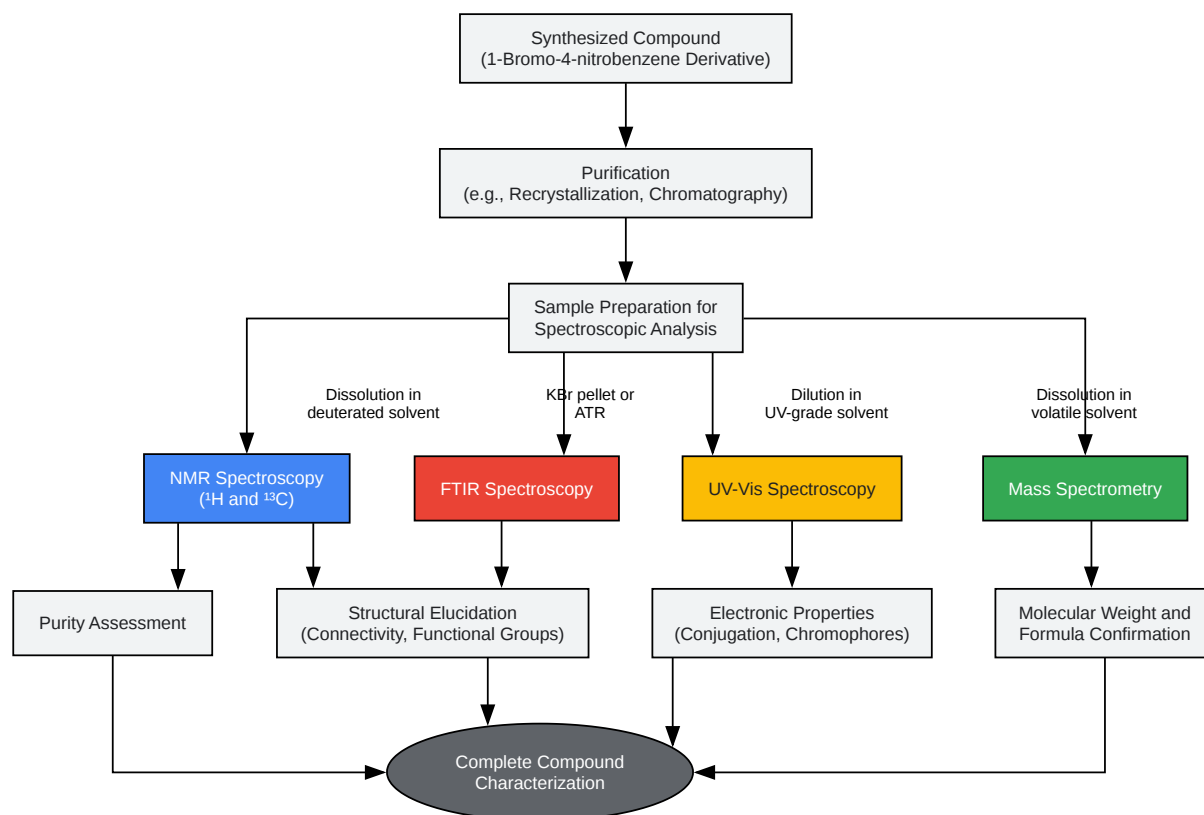 Synthesized Compound
(1-Bromo-4-nitrobenzene Derivative)
Purification
(e.g., Recrystallization, Chromatography)
Sample Preparation for
Spectroscopic Analysis
Dissolution in
deuterated solvent
KBr pellet or
ATR
Dilution in
UV-grade solvent
Dissolution in
volatile solvent
NMR Spectroscopy
(¹H and ¹³C)
FTIR Spectroscopy
UV-Vis Spectroscopy
Mass Spectrometry
Purity Assessment
Structural Elucidation
(Connectivity, Functional Groups)
Electronic Properties
(Conjugation, Chromophores)
Molecular Weight and
Formula Confirmation
Complete Compound
Characterization